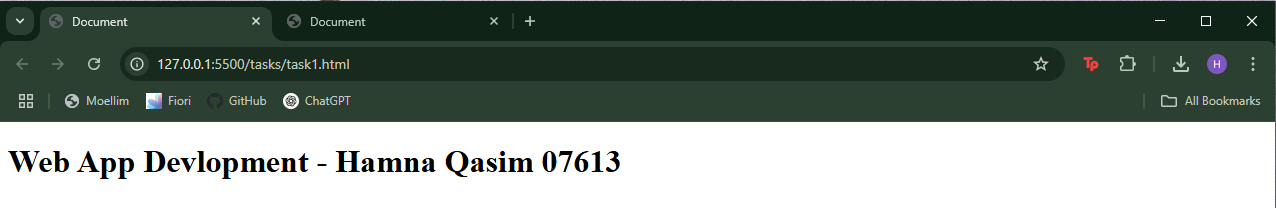 Document
Document
127.0.0.1:5500/tasks/task1.html
Tp
H
Moellim
Fiori
GitHub
ChatGPT
All Bookmarks
Web App Devlopment - Hamna Qasim 07613